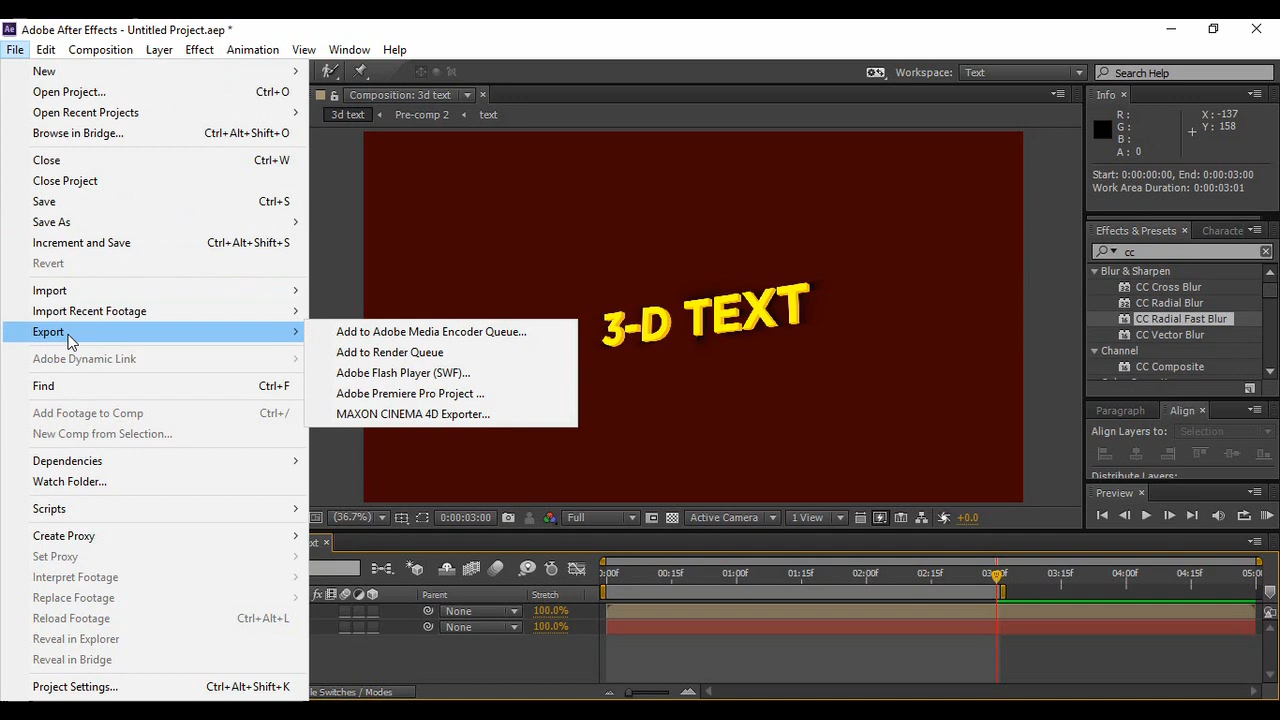 Ae Adobe After Effects - Untitled Project.aep *
File Edit Composition Layer Effect Animation View Window Help
New
Open Project... Ctrl+O
Open Recent Projects
Browse in Bridge... Ctrl+Alt+Shift+O
Close Ctrl+W
Close Project
Save Ctrl+S
Save As
Increment and Save Ctrl+Alt+Shift+S
Revert
Import
Import Recent Footage
Export
Adobe Dynamic Link
Find Ctrl+F
Add Footage to Comp Ctrl+/
New Comp from Selection...
Dependencies
Watch Folder...
Scripts
Create Proxy
Set Proxy
Interpret Footage
Replace Footage
Reload Footage Ctrl+Alt+L
Reveal in Explorer
Reveal in Bridge
Project Settings... Ctrl+Alt+Shift+K
Add to Adobe Media Encoder Queue...
Add to Render Queue
Adobe Flash Player (SWF)...
Adobe Premiere Pro Project ...
MAXON CINEMA 4D Exporter...
Workspace: Text
Search Help
Composition: 3d text
3d text Pre-comp 2 text
3-D TEXT
(36.7%) 0:00:03:00 Full Active Camera 1 View +0.0
Info
R: X: -137
G: Y: 158
B:
A: 0
Start: 0:00:00:00, End: 0:00:03:00
Work Area Duration: 0:00:03:01
Effects & Presets Characte
cc
Blur & Sharpen
CC Cross Blur
CC Radial Blur
CC Radial Fast Blur
CC Vector Blur
Channel
CC Composite
Paragraph Align
Align Layers to: Selection
Distribute Layers:
Preview
ext
:00f 00:15f 01:00f 01:15f 02:00f 02:15f 03:00f 03:15f 04:00f 04:15f 05:0
fx Parent Stretch
None 100.0%
None 100.0%
le Switches / Modes